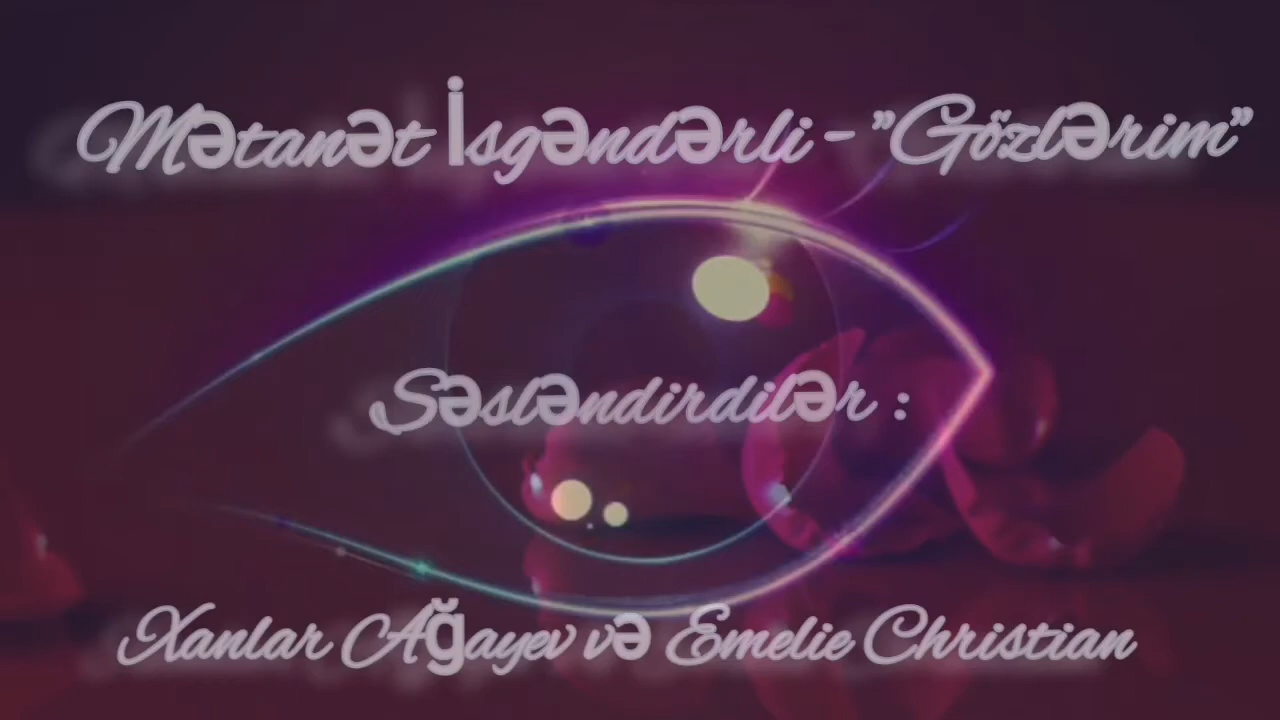 Mətanət İsgəndərli - ”Gözlərim”
Səsləndirdilər :
Xanlar Ağayev və Emelie Christian